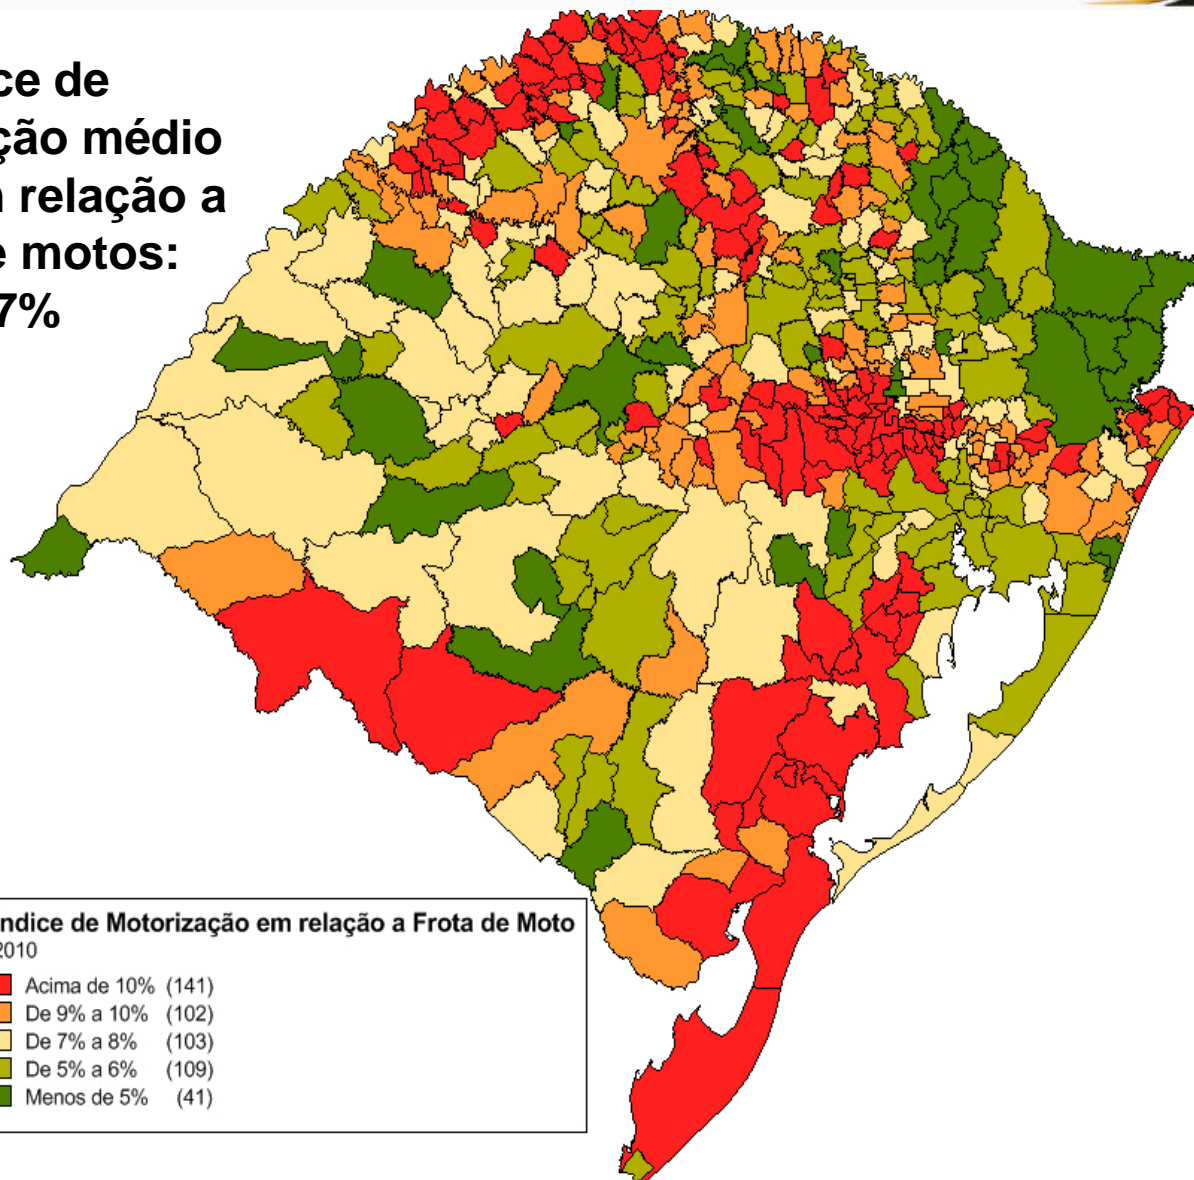 ce de
ção médio
n relação a
e motos:
7%
ndice de Motorização em relação a Frota de Moto
2010
Acima de 10% (141)
De 9% a 10% (102)
De 7% a 8% (103)
De 5% a 6% (109)
Menos de 5% (41)